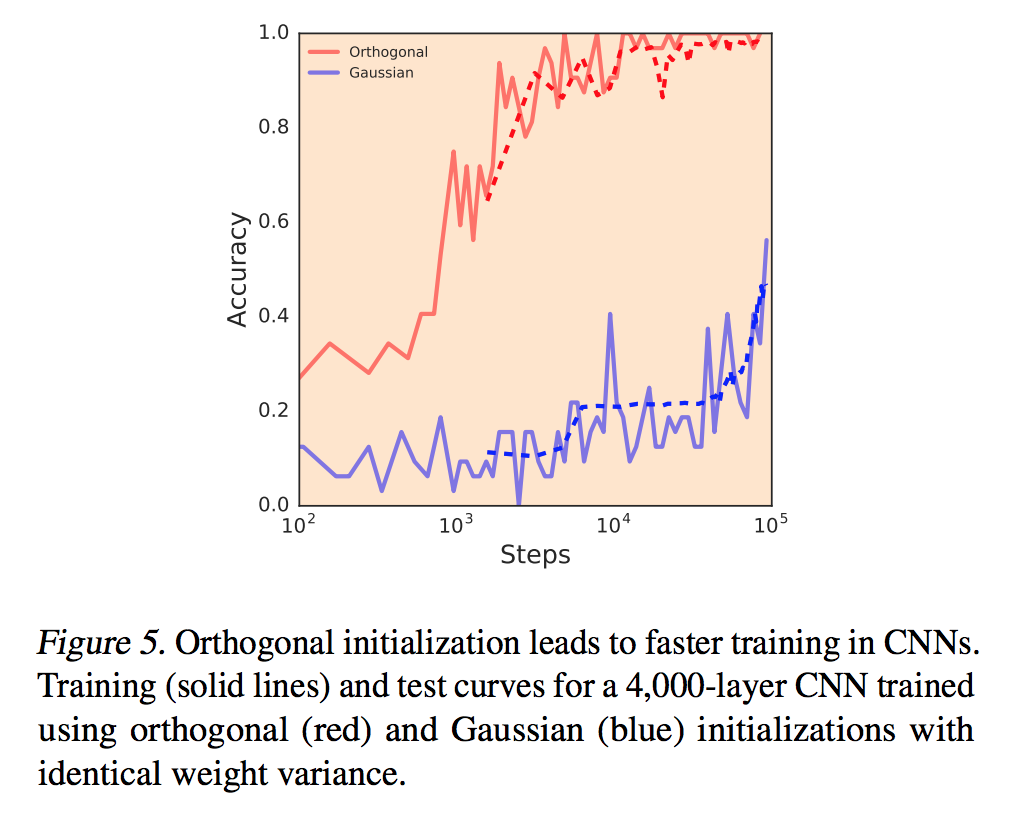 1.0
Orthogonal
Gaussian
0.8
0.6
0.4
0.2
0.0
Accuracy
10^2 10^3 10^4 10^5
Steps
Figure 5. Orthogonal initialization leads to faster training in CNNs.
Training (solid lines) and test curves for a 4,000-layer CNN trained
using orthogonal (red) and Gaussian (blue) initializations with
identical weight variance.